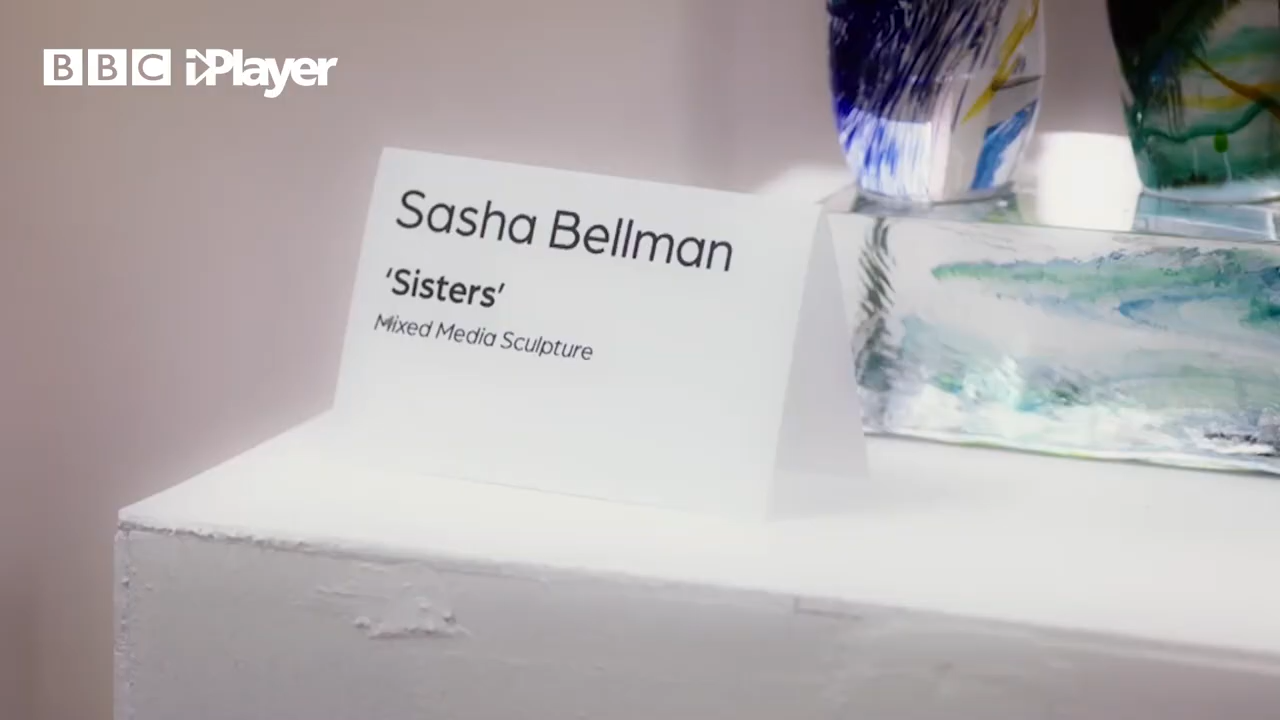 BBC iPlayer
Sasha Bellman
‘Sisters’
Mixed Media Sculpture